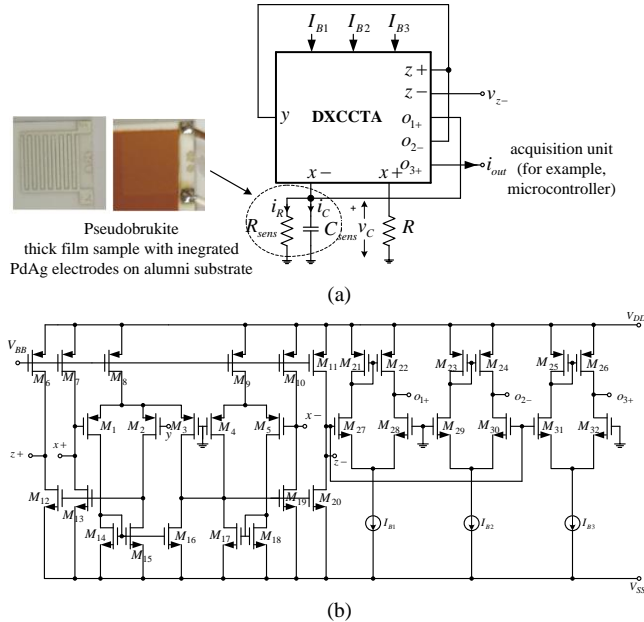 (a)
I_B1 I_B2 I_B3
y DXCCTA z+
z− v_z−
o_1+
o_2−
o_3+ i_out
x− x+
acquisition unit
(for example,
microcontroller)
i_R i_C +
R_sens C_sens v_C R
−
Pseudobrukite
thick film sample with inegrated
PdAg electrodes on alumni substrate
V_DD
V_BB
M_6 M_7 M_8 M_9 M_10 M_11 M_21 M_22 M_23 M_24 M_25 M_26
M_1 M_2 y M_3 M_4 M_5 x− o_1+ o_2− o_3+
M_27 M_28 M_29 M_30 M_31 M_32
z+ x+ z−
M_12 M_13 M_19 M_20
M_14 M_15 M_16 M_17 M_18
I_B1 I_B2 I_B3
V_SS
(b)